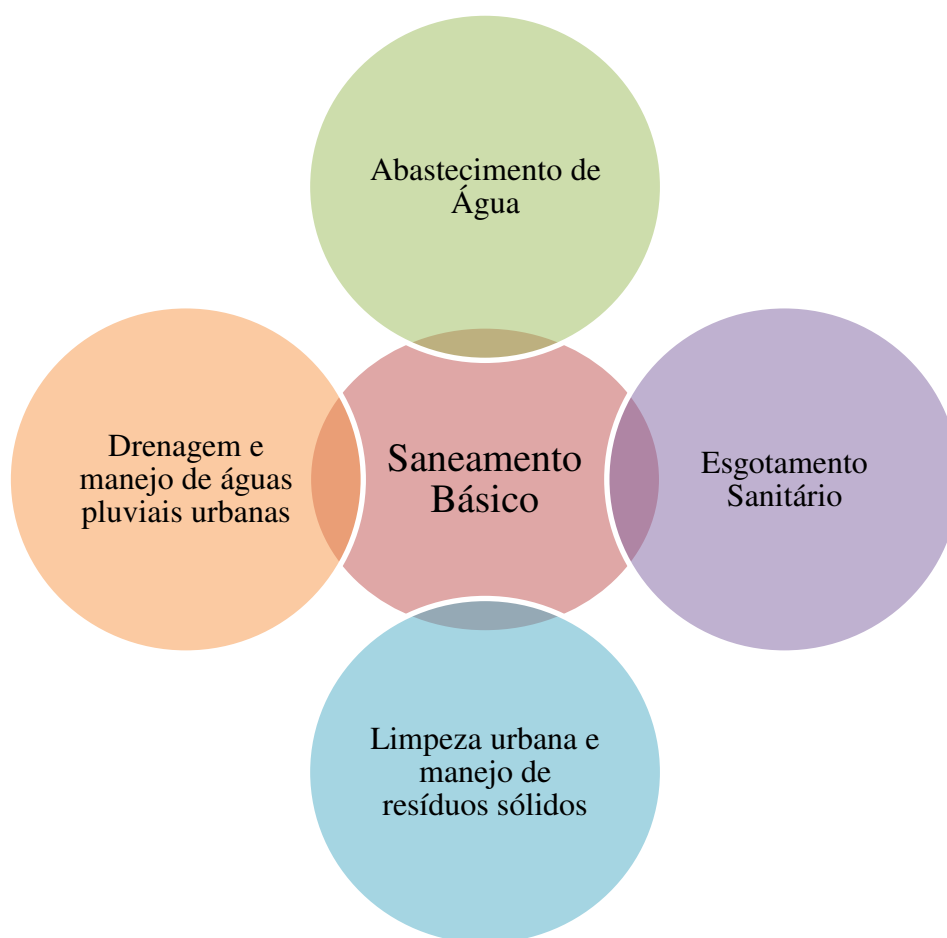 Abastecimento de
Água
Drenagem e
manejo de águas
pluviais urbanas
Saneamento
Básico
Esgotamento
Sanitário
Limpeza urbana e
manejo de
resíduos sólidos